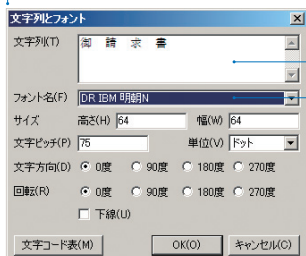 文字列とフォント
文字列(T) 御 請 求 書
フォント名(F) DR IBM 明朝N
サイズ 高さ(H) 64 幅(W) 64
文字ピッチ(P) 75 単位(V) ドット
文字方向(D) 0度 90度 180度 270度
回転(R) 0度 90度 180度 270度
下線(U)
文字コード表(M) OK(O) キャンセル(C)